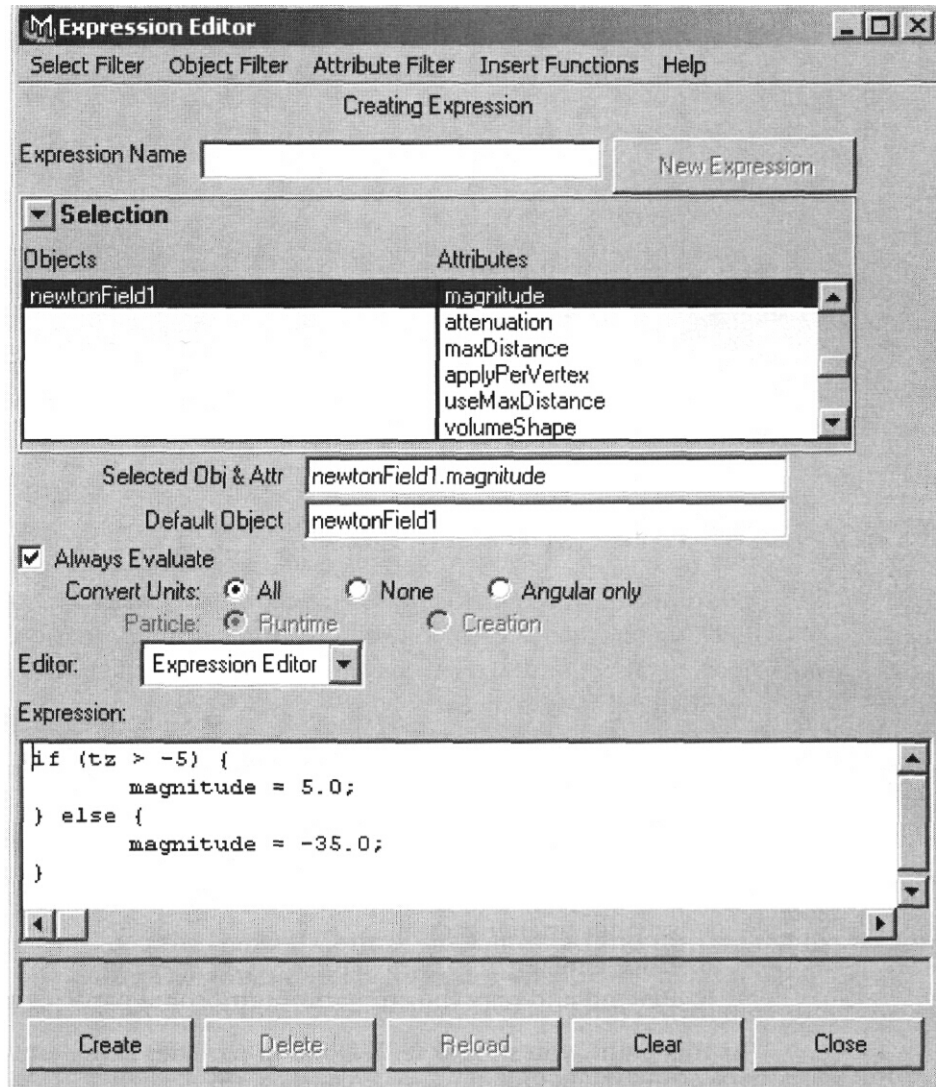 Expression Editor
Select Filter Object Filter Attribute Filter Insert Functions Help
Creating Expression
Expression Name New Expression
Selection
Objects Attributes
newtonField1 magnitude
attenuation
maxDistance
applyPerVertex
useMaxDistance
volumeShape
Selected Obj & Attr newtonField1.magnitude
Default Object newtonField1
Always Evaluate
Convert Units: All None Angular only
Particle: Runtime Creation
Editor: Expression Editor
Expression:
if (tz > -5) {
magnitude = 5.0;
} else {
magnitude = -35.0;
}
Create Delete Reload Clear Close